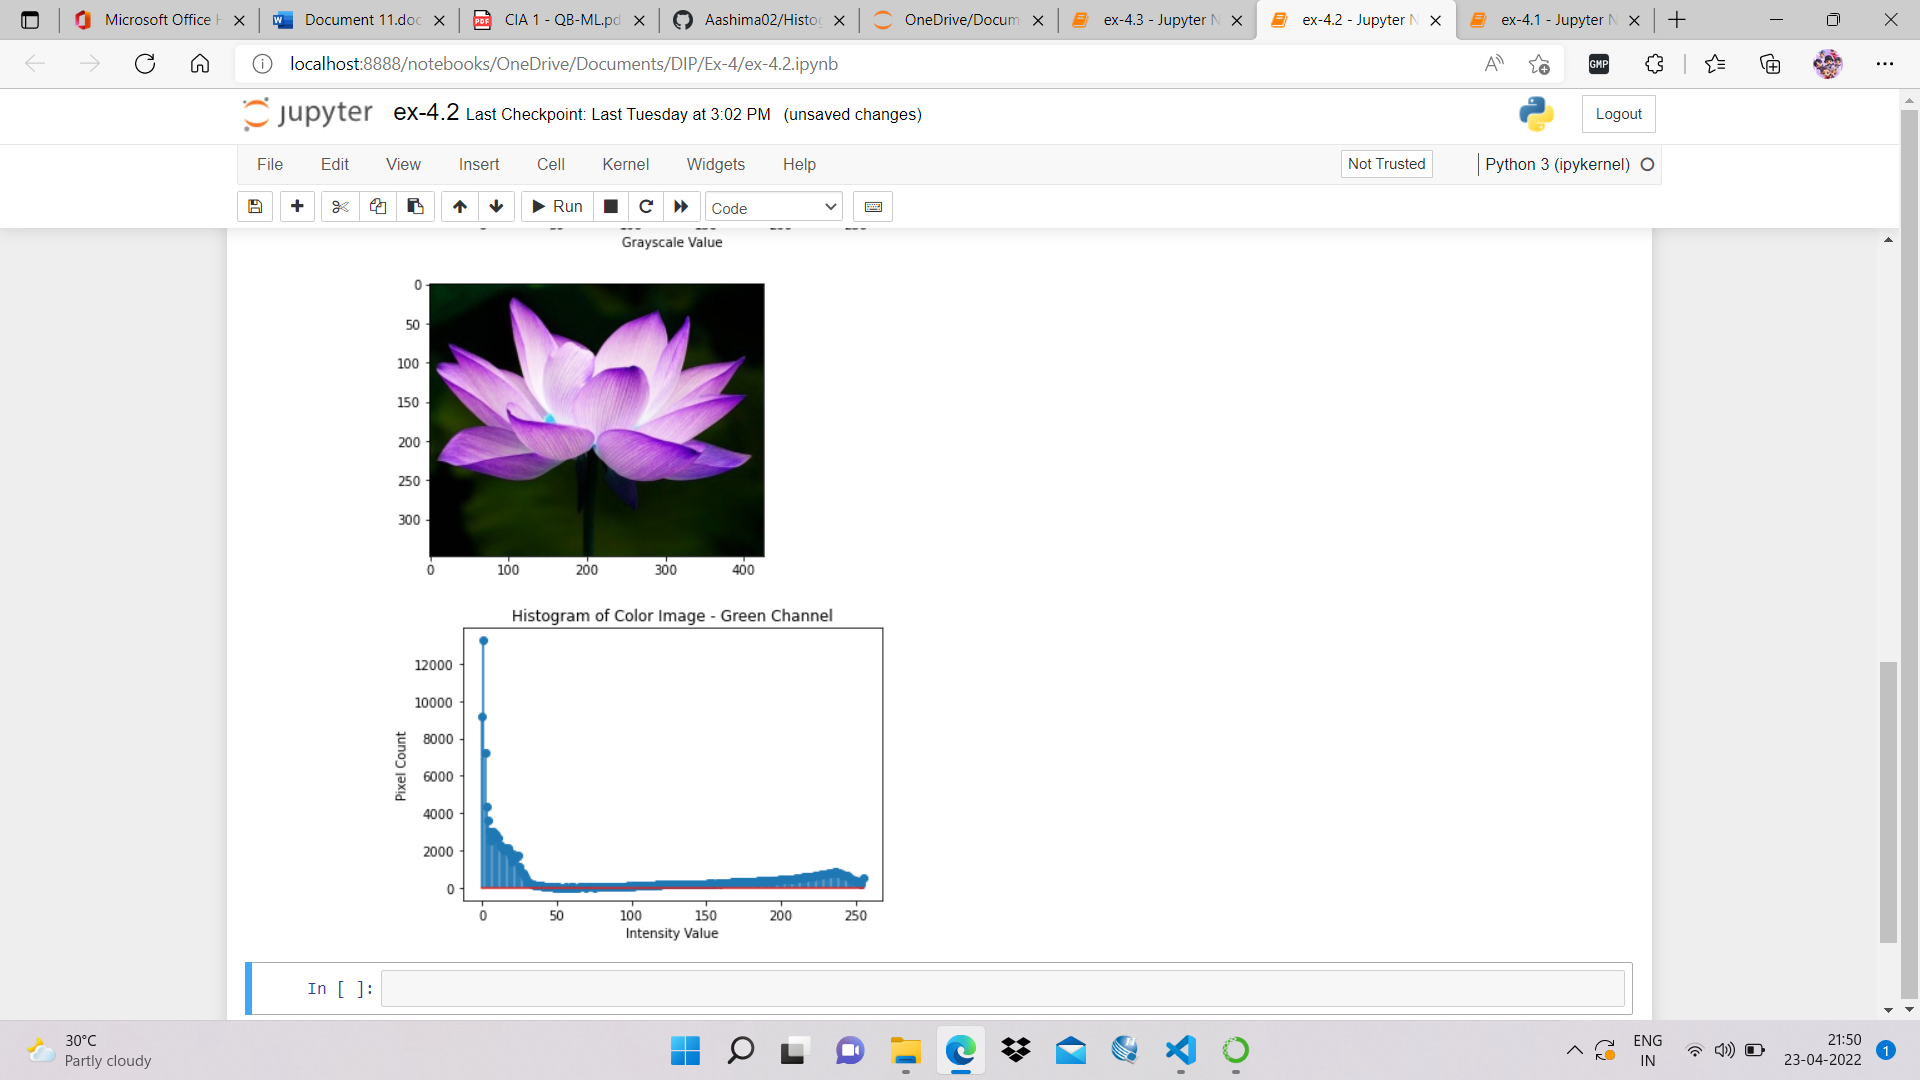 Microsoft Office H
Document 11.doc
CIA 1 - QB-ML.pd
Aashima02/Histog
OneDrive/Docum
ex-4.3 - Jupyter N
ex-4.2 - Jupyter N
ex-4.1 - Jupyter N
localhost:8888/notebooks/OneDrive/Documents/DIP/Ex-4/ex-4.2.ipynb
GMP
jupyter ex-4.2 Last Checkpoint: Last Tuesday at 3:02 PM (unsaved changes)
Logout
File Edit View Insert Cell Kernel Widgets Help
Not Trusted
Python 3 (ipykernel)
Run
Code
Grayscale Value
0
50
100
150
200
250
300
0 100 200 300 400
Histogram of Color Image - Green Channel
12000
10000
8000
6000
4000
2000
0
Pixel Count
0 50 100 150 200 250
Intensity Value
In [ ]:
30°C
Partly cloudy
ENG
IN
21:50
23-04-2022
1